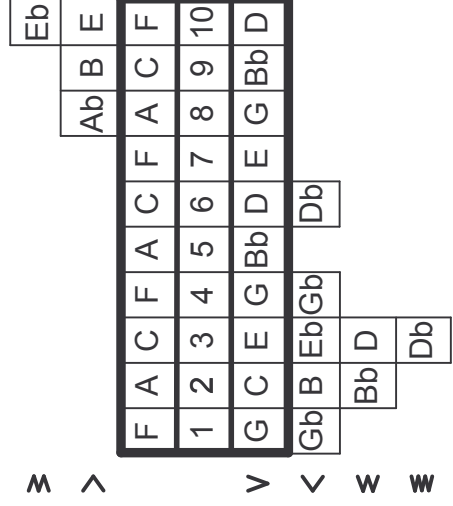 Eb
Ab B E
F A C F A C F A C F
1 2 3 4 5 6 7 8 9 10
G C E G Bb D E G Bb D
Gb B Eb Gb Db
Bb D
Db